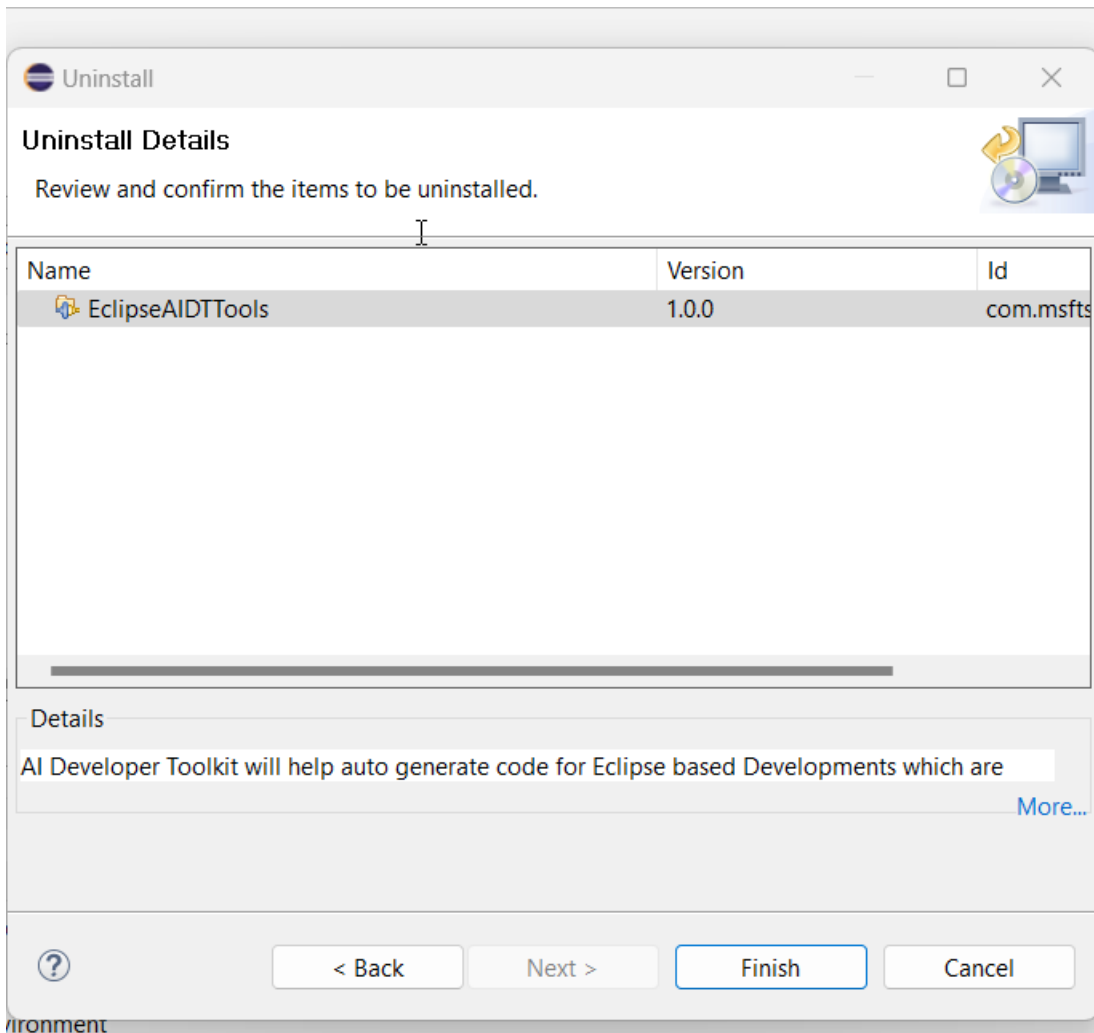 Uninstall
Uninstall Details
Review and confirm the items to be uninstalled.
Name Version Id
EclipseAIDTTools 1.0.0 com.msfts
Details
AI Developer Toolkit will help auto generate code for Eclipse based Developments which are
More...
? < Back Next > Finish Cancel
vironment